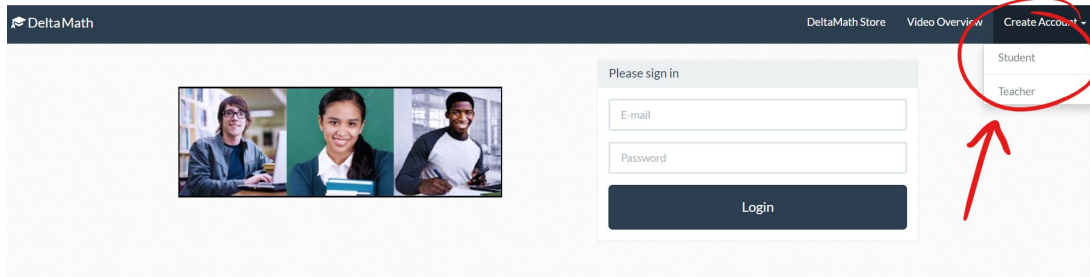 DeltaMath
DeltaMath Store
Video Overview
Create Account
Student
Teacher
Please sign in
E-mail
Password
Login